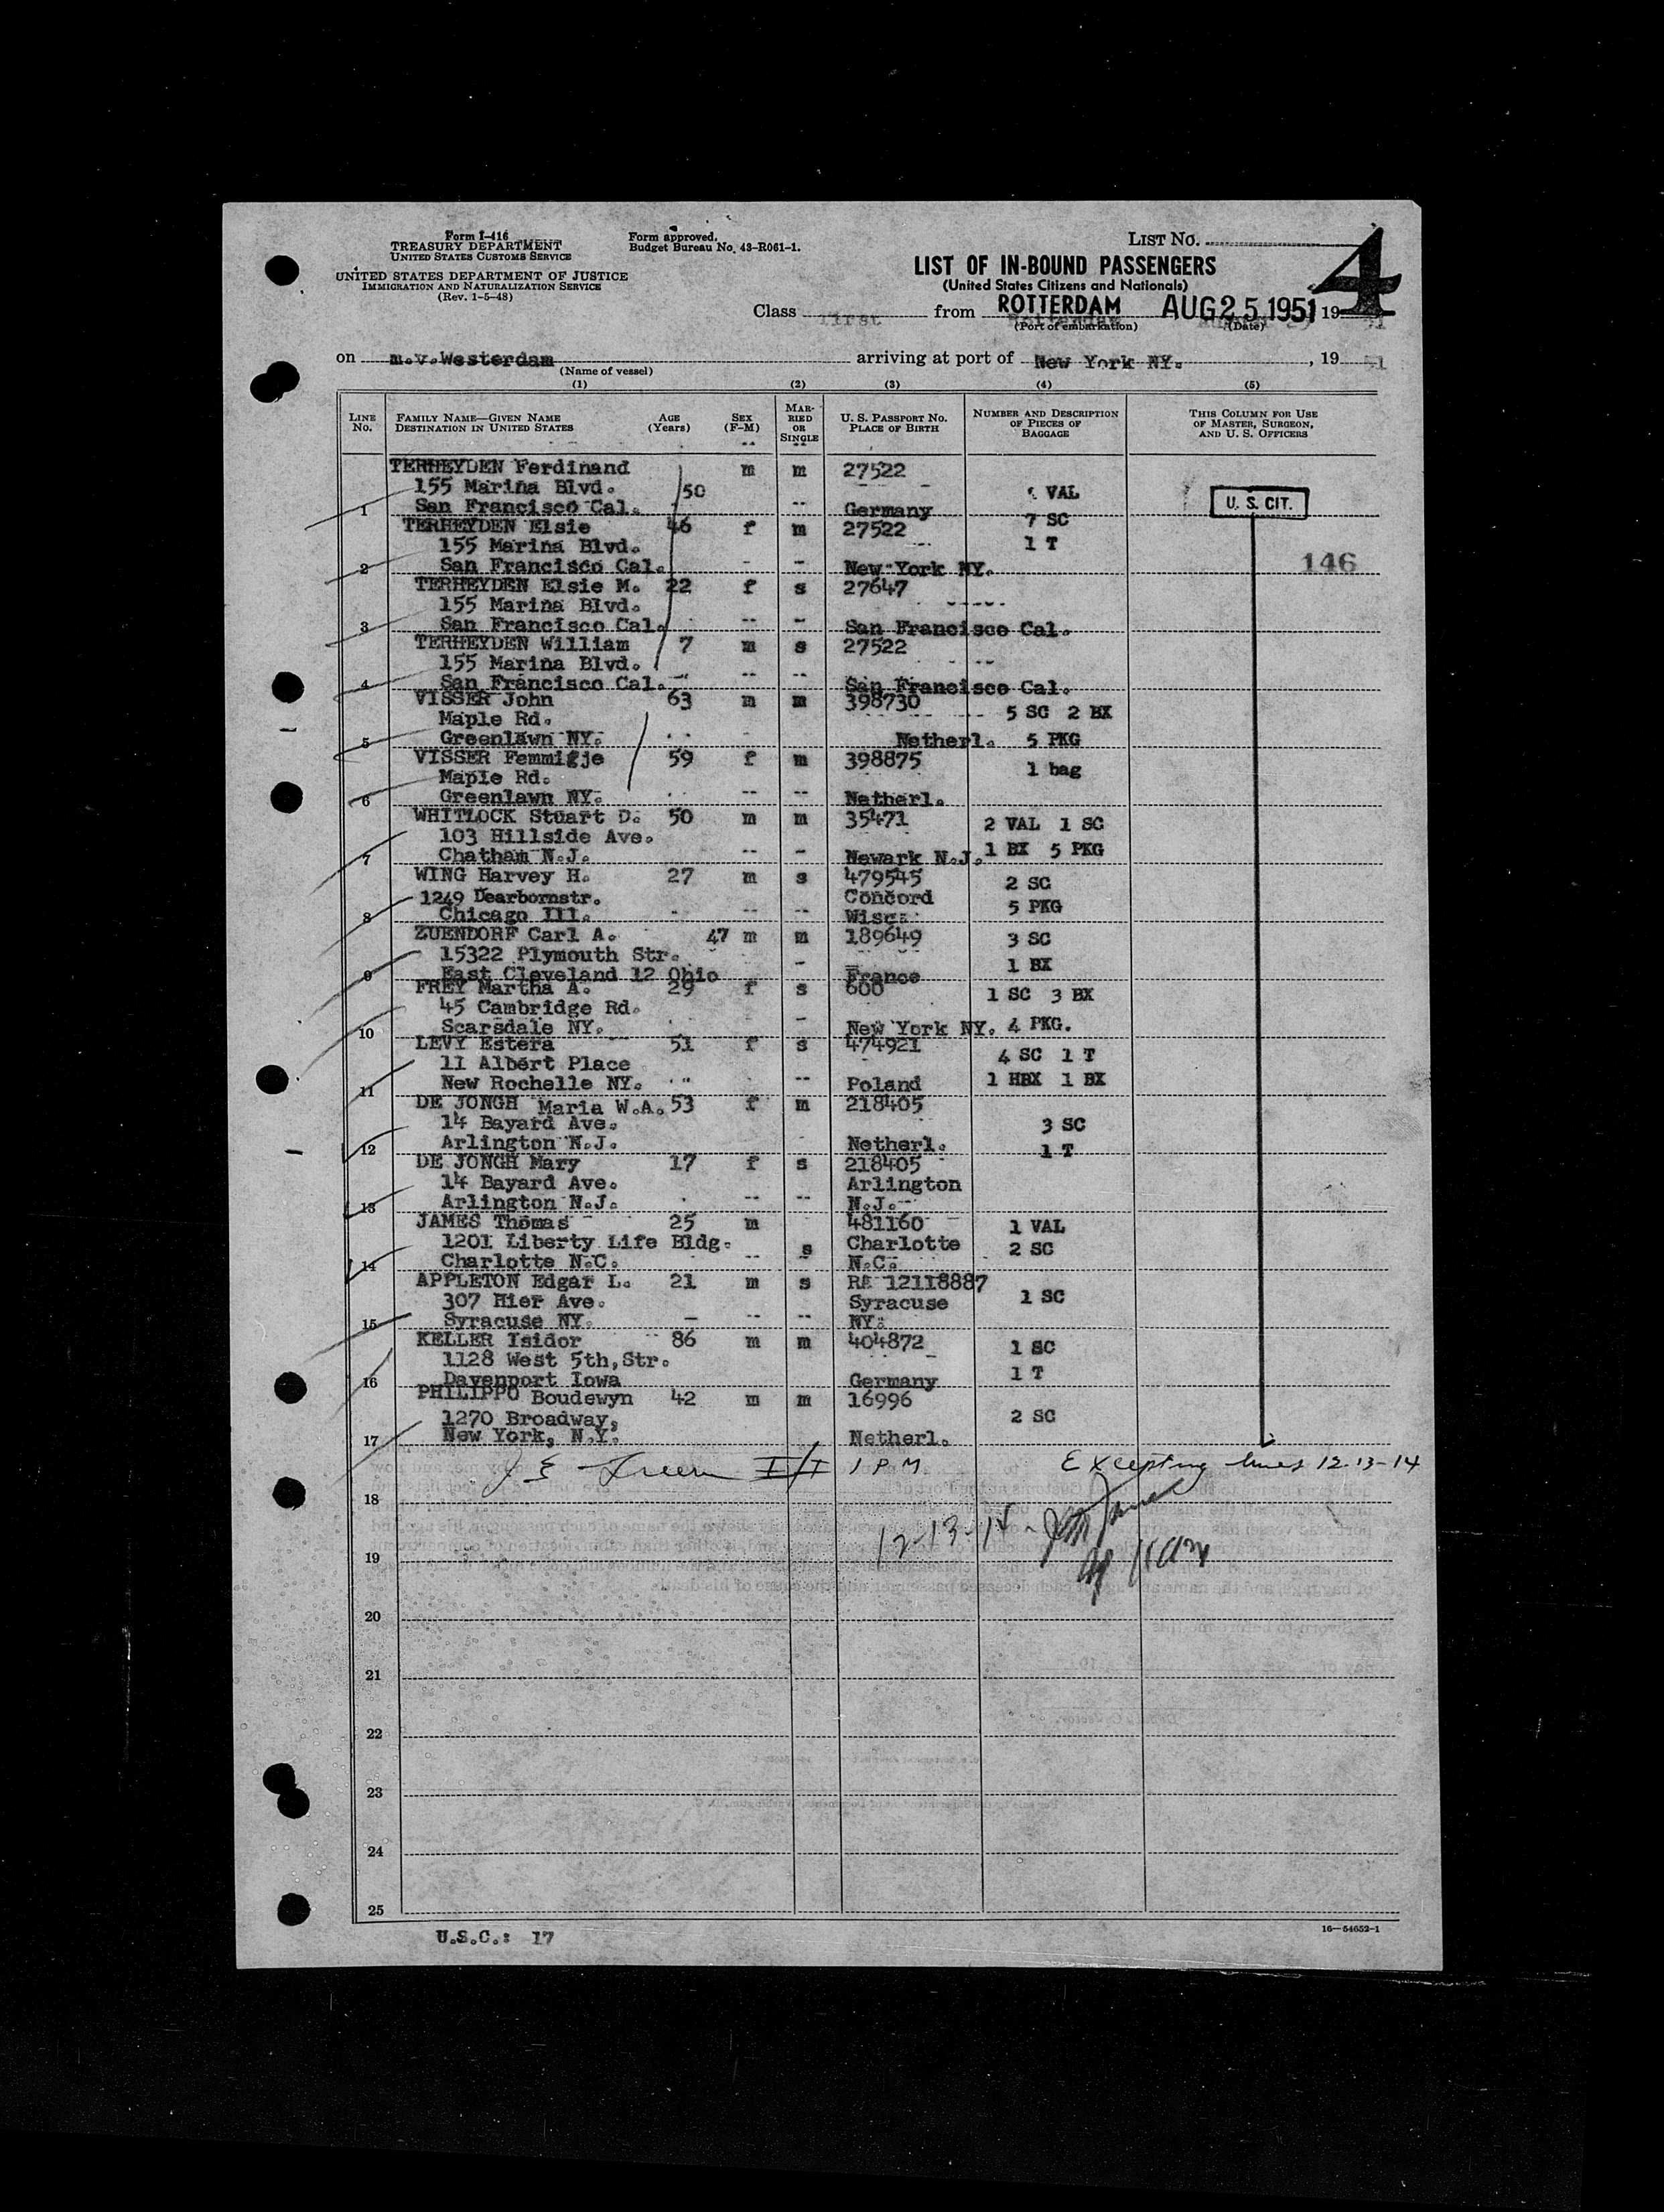 Form I-416
TREASURY DEPARTMENT
UNITED STATES CUSTOMS SERVICE
UNITED STATES DEPARTMENT OF JUSTICE
IMMIGRATION AND NATURALIZATION SERVICE
(Rev. 1-5-48)
Form approved.
Budget Bureau No. 43-R061-1.
LIST NO. 4
LIST OF IN-BOUND PASSENGERS
(United States Citizens and Nationals)
Class first from ROTTERDAM AUG 25 1951 19 51
(Port of embarkation) (Date)
on m.v.Westerdam arriving at port of New York NY. , 19 51
(Name of vessel)
(1) (2) (3) (4) (5)
LINE NO. FAMILY NAME—GIVEN NAME DESTINATION IN UNITED STATES AGE (Years) SEX (F-M) MARRIED OR SINGLE U. S. PASSPORT NO. PLACE OF BIRTH NUMBER AND DESCRIPTION OF PIECES OF BAGGAGE THIS COLUMN FOR USE OF MASTER, SURGEON, AND U. S. OFFICERS
TERHEYDEN Ferdinand m m 27522
155 Marina Blvd. 50 VAL
1 San Francisco Cal. Germany 7 SC U. S. CIT.
TERHEYDEN Elsie 46 f m 27522
155 Marina Blvd. 1 T
2 San Francisco Cal. New York NY. 146
TERHEYDEN Elsie M. 22 f s 27647
155 Marina Blvd.
3 San Francisco Cal. San Francisco Cal.
TERHEYDEN William 7 m s 27522
155 Marina Blvd.
4 San Francisco Cal. San Francisco Cal.
VISSER John 63 m m 398730
Maple Rd. 5 SC 2 BX
5 Greenlawn NY. Netherl. 5 PKG
VISSER Femmigje 59 f m 398875
Maple Rd. 1 bag
6 Greenlawn NY. Netherl.
WHITLOCK Stuart D. 50 m m 35471 2 VAL 1 SC
103 Hillside Ave.
7 Chatham N.J. Newark N.J. 1 BX 5 PKG
WING Harvey H. 27 m s 479545 2 SC
1249 Dearbornstr. Concord 5 PKG
8 Chicago Ill. Wisc.
ZUENDORF Carl A. 47 m m 189649 3 SC
15322 Plymouth Str. 1 BX
9 East Cleveland 12 Ohio France
FREY Martha A. 29 f s 600 1 SC 3 BX
45 Cambridge Rd.
10 Scarsdale NY. New York NY. 4 PKG.
LEVY Estera 51 f s 474921
11 Albert Place 4 SC 1 T
11 New Rochelle NY. Poland 1 HBX 1 BX
DE JONGH Maria W.A. 53 f m 218405
14 Bayard Ave. 3 SC
12 Arlington N.J. Netherl. 1 T
DE JONGH Mary 17 f s 218405
14 Bayard Ave. Arlington
13 Arlington N.J. N.J.
JAMES Thomas 25 m 481160 1 VAL
1201 Liberty Life Bldg. s Charlotte 2 SC
14 Charlotte N.C. N.C.
APPLETON Edgar L. 21 m s RA 12118887
307 Hier Ave. Syracuse 1 SC
15 Syracuse NY. NY.
KELLER Isidor 86 m m 404872 1 SC
1128 West 5th, Str.
16 Davenport Iowa Germany 1 T
PHILIPPO Boudewyn 42 m m 16996
1270 Broadway, 2 SC
17 New York, N.Y. Netherl.
I/I 1 P M Excepting lines 12-13-14
18
12-13-14
19
20
21
22
23
24
25
16—54652-1
U.S.C.: 17